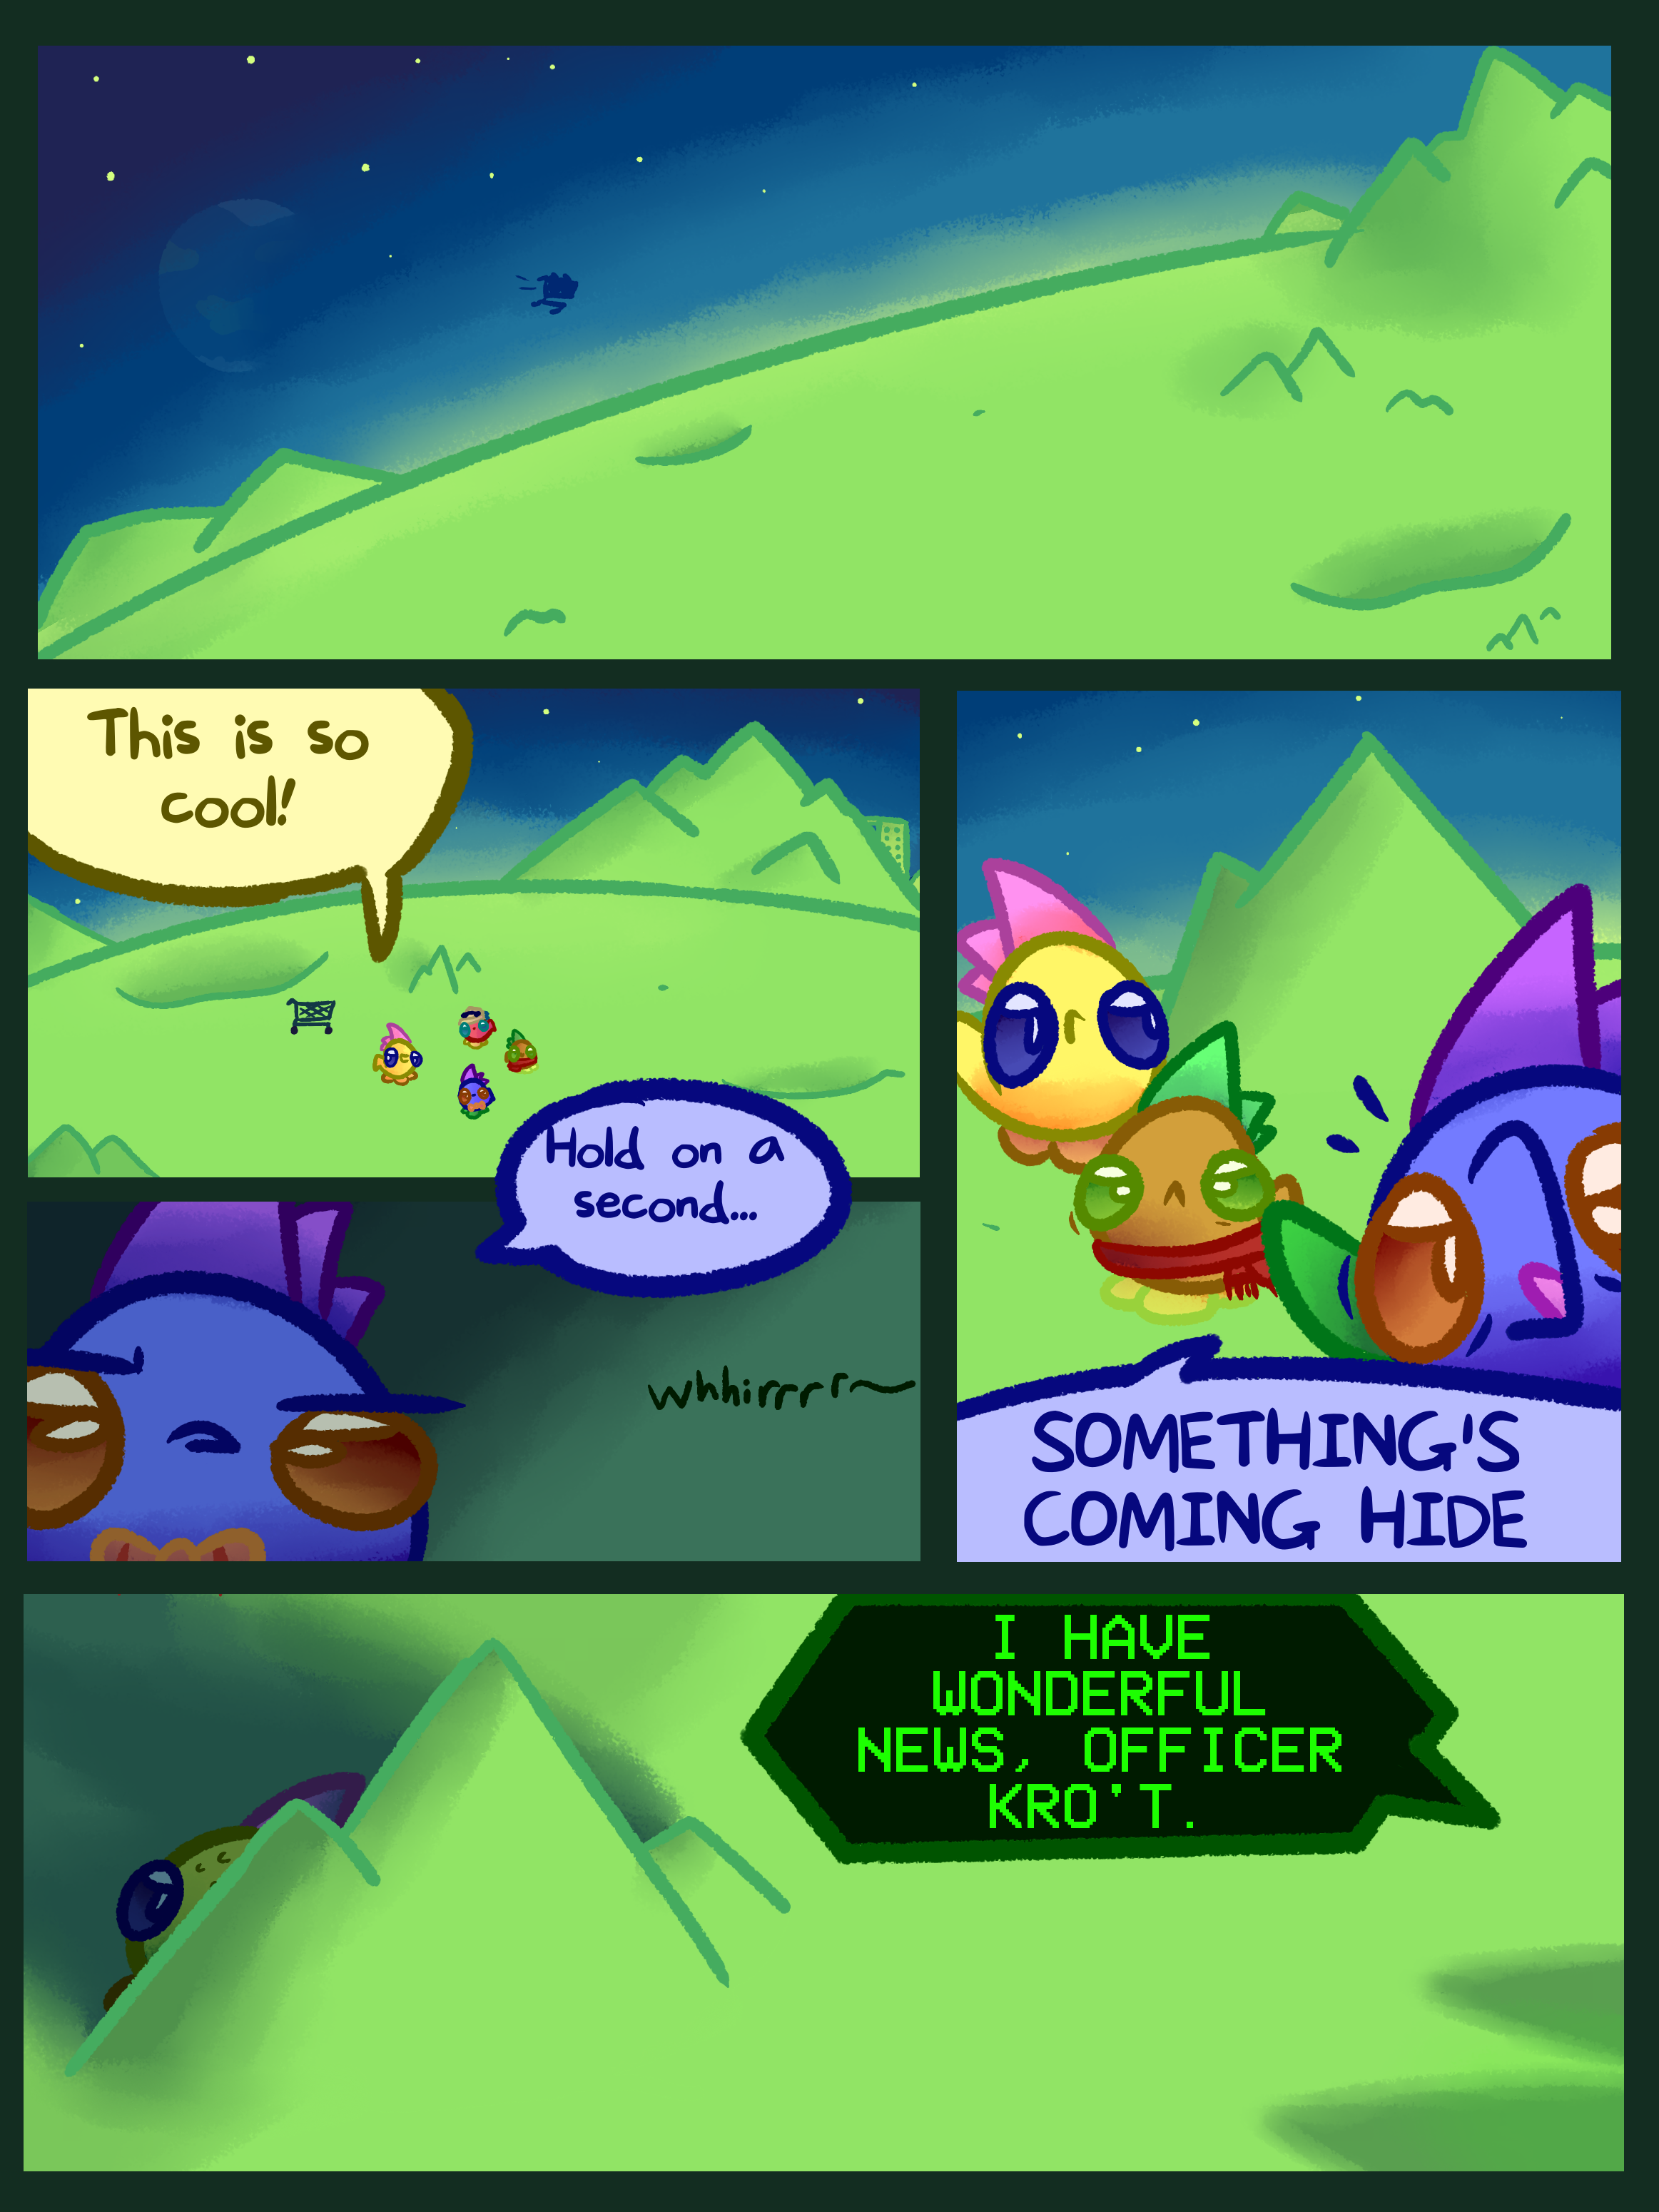 This is so
cool!
Hold on a
second...
Whhirrrr~
SOMETHING'S
COMING HIDE
I HAVE
WONDERFUL
NEWS, OFFICER
KRO'T.